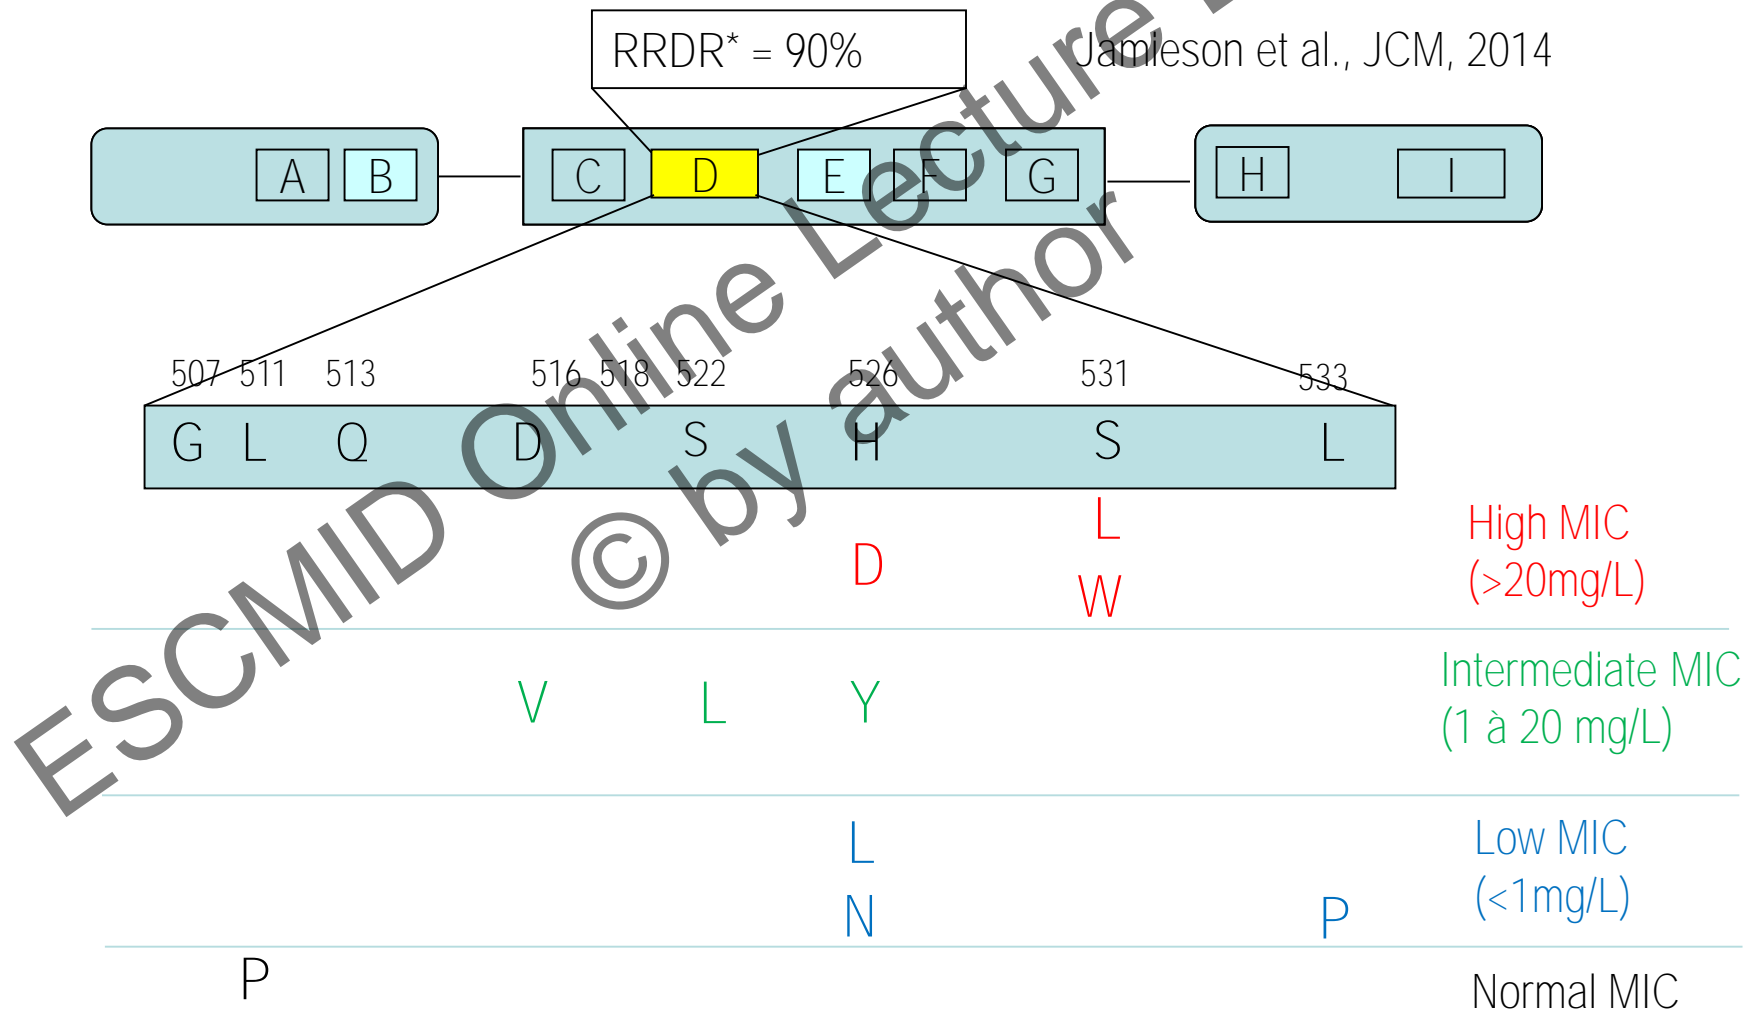 RRDR* = 90%
Jamieson et al., JCM, 2014
A B C D E F G H I
507 511 513 516 518 522 526 531 533
G L Q D S H S L
L
D
W
High MIC
(>20mg/L)
V L Y
Intermediate MIC
(1 à 20 mg/L)
L
N P
Low MIC
(<1mg/L)
P
Normal MIC
ESCMID Online Lecture
© by author